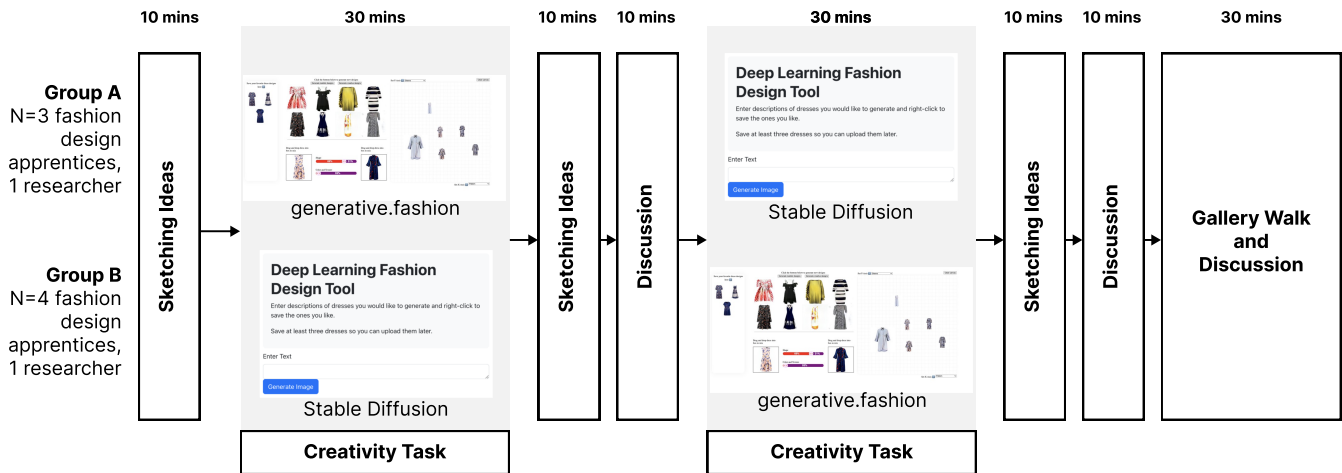 10 mins
30 mins
10 mins
10 mins
30 mins
10 mins
10 mins
30 mins
Group A
N=3 fashion
design
apprentices,
1 researcher
Group B
N=4 fashion
design
apprentices,
1 researcher
Sketching Ideas
generative.fashion
Deep Learning Fashion
Design Tool
Enter descriptions of dresses you would like to generate and right-click to
save the ones you like.
Save at least three dresses so you can upload them later.
Enter Text
Generate Image
Stable Diffusion
Creativity Task
Sketching Ideas
Discussion
Deep Learning Fashion
Design Tool
Enter descriptions of dresses you would like to generate and right-click to
save the ones you like.
Save at least three dresses so you can upload them later.
Enter Text
Generate Image
Stable Diffusion
generative.fashion
Creativity Task
Sketching Ideas
Discussion
Gallery Walk
and
Discussion